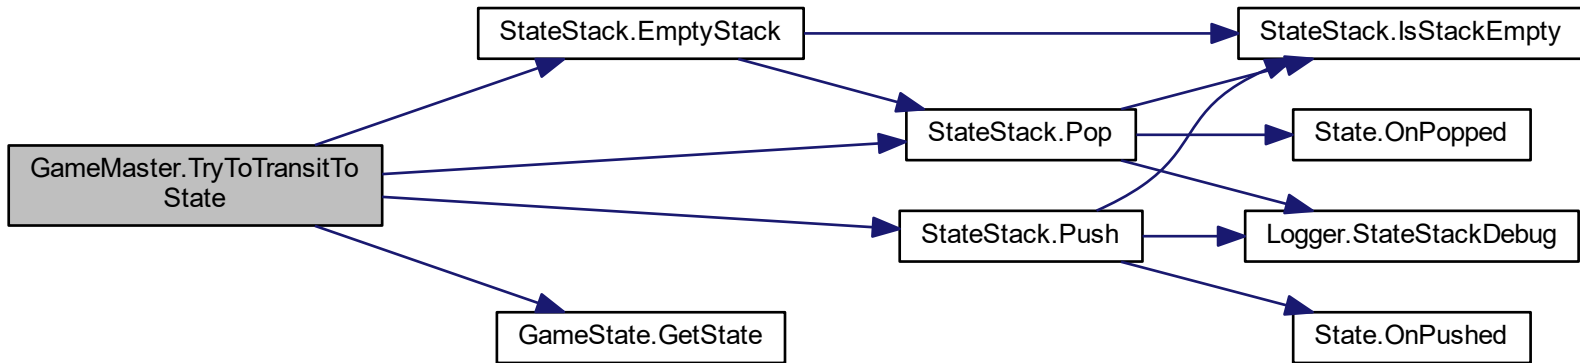 StateStack.EmptyStack
StateStack.IsStackEmpty
StateStack.Pop
State.OnPopped
GameMaster.TryToTransitTo
State
StateStack.Push
Logger.StateStackDebug
GameState.GetState
State.OnPushed